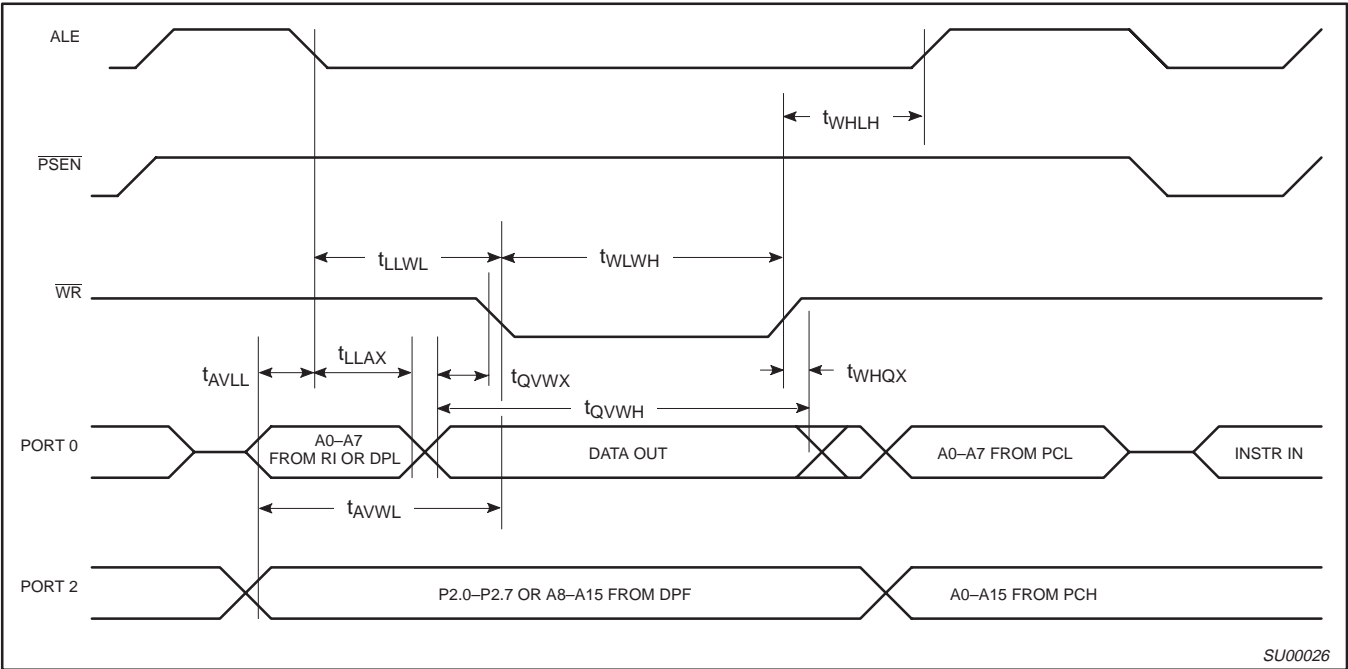 ALE
tWHLH
PSEN
tLLWL
tWLWH
WR
tAVLL
tLLAX
tQVWX
tWHQX
tQVWH
PORT 0
A0–A7
FROM RI OR DPL
DATA OUT
A0–A7 FROM PCL
INSTR IN
tAVWL
PORT 2
P2.0–P2.7 OR A8–A15 FROM DPF
A0–A15 FROM PCH
SU00026